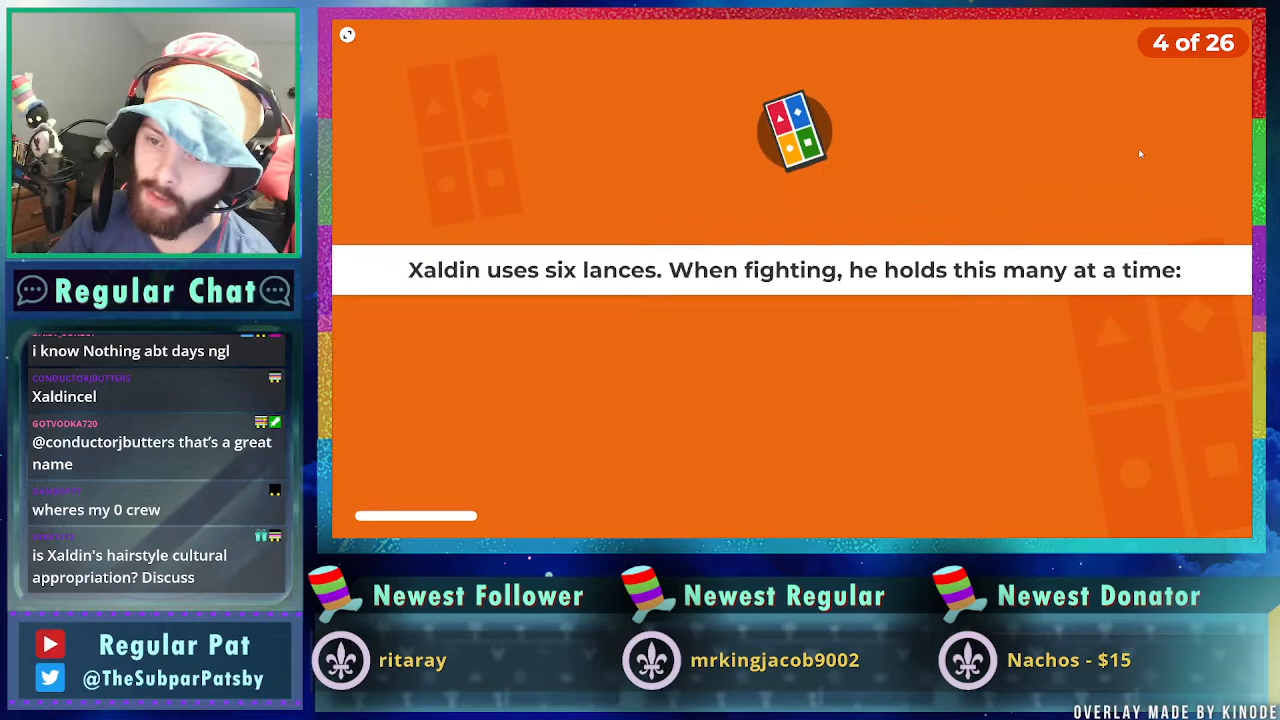 4 of 26
Xaldin uses six lances. When fighting, he holds this many at a time:
Regular Chat
i know Nothing abt days ngl
CONDUCTORJBUTTERS
Xaldincel
GOTVODKA720
@conductorjbutters that's a great
name
wheres my 0 crew
is Xaldin's hairstyle cultural
appropriation? Discuss
Regular Pat
@TheSubparPatsby
Newest Follower
ritaray
Newest Regular
mrkingjacob9002
Newest Donator
Nachos - $15
OVERLAY MADE BY KINODE